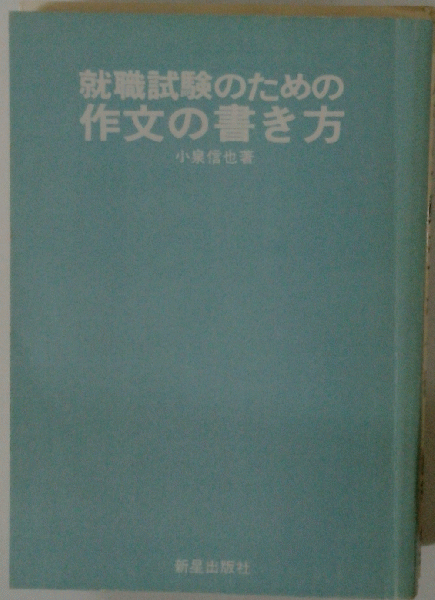 就職試験のための
作文の書き方
小泉信也著
新星出版社